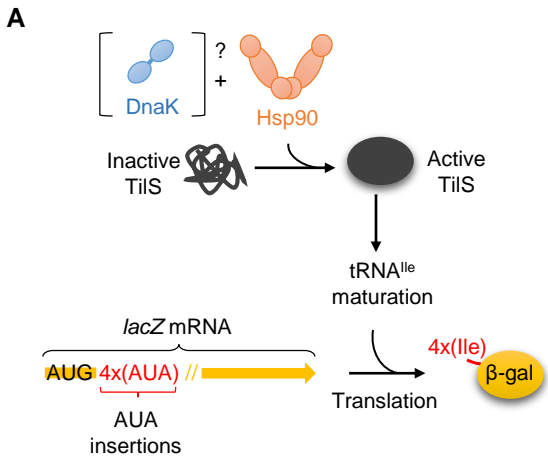 A
?
+
DnaK
Hsp90
Inactive
TilS
Active
TilS
tRNAᴵˡᵉ
maturation
lacZ mRNA
AUG 4x(AUA) //
AUA
insertions
Translation
4x(Ile)
β-gal